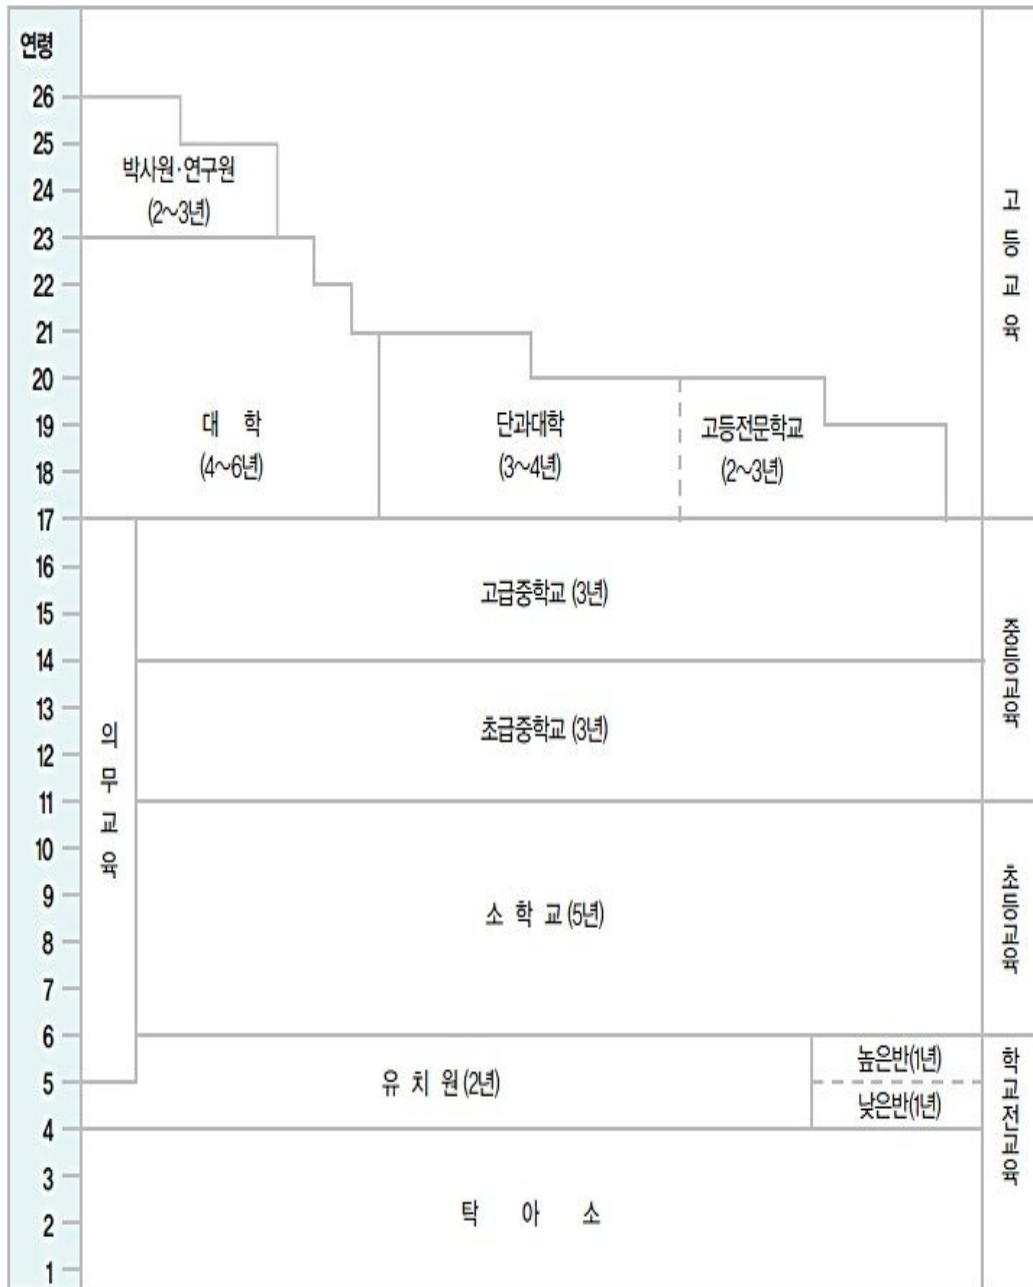 연령
26
25
박사원·연구원
24
(2~3년)
23
22
21
20
19
대 학
단과대학
고등전문학교
(4~6년)
(3~4년)
(2~3년)
18
17
고등교육
16
고급중학교 (3년)
15
14
중등교육
13
초급중학교 (3년)
12
11
의무교육
10
9
소 학 교 (5년)
8
7
초등교육
6
높은반(1년)
유 치 원 (2년)
5
낮은반(1년)
4
학교전교육
3
탁 아 소
2
1